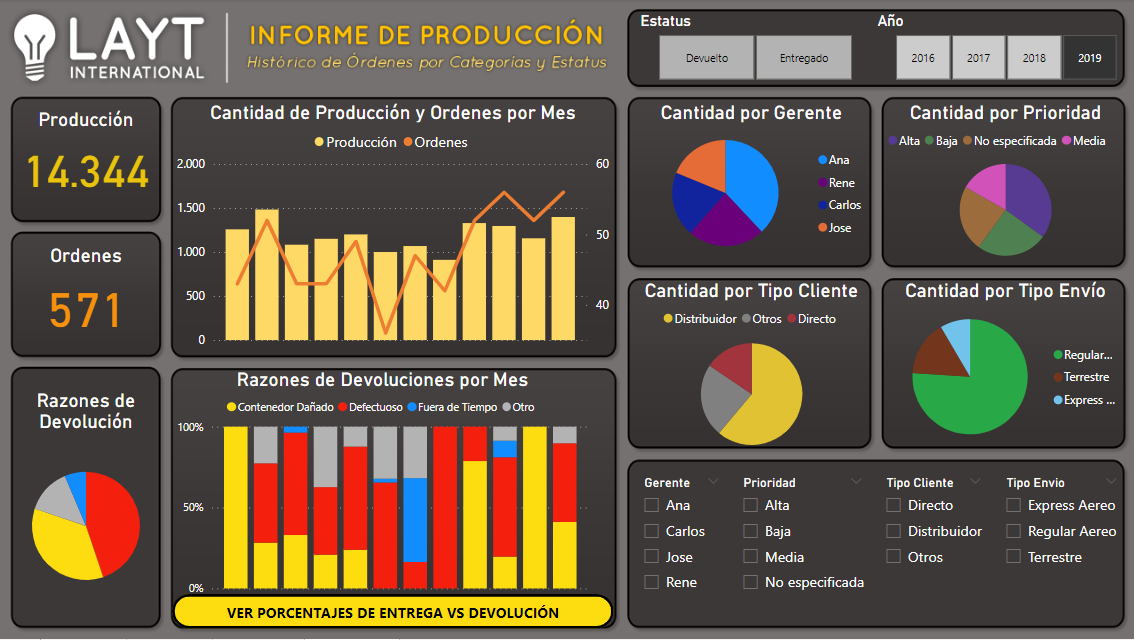 LAYT
INTERNATIONAL
INFORME DE PRODUCCIÓN
Histórico de Órdenes por Categorías y Estatus
Estatus
Devuelto
Entregado
Año
2016
2017
2018
2019
Producción
14.344
Ordenes
571
Razones de
Devolución
Cantidad de Producción y Ordenes por Mes
Producción
Ordenes
2.000
1.500
1.000
500
0
60
50
40
Razones de Devoluciones por Mes
Contenedor Dañado
Defectuoso
Fuera de Tiempo
Otro
100%
50%
0%
VER PORCENTAJES DE ENTREGA VS DEVOLUCIÓN
Cantidad por Gerente
Ana
Rene
Carlos
Jose
Cantidad por Prioridad
Alta
Baja
No especificada
Media
Cantidad por Tipo Cliente
Distribuidor
Otros
Directo
Cantidad por Tipo Envío
Regular...
Terrestre
Express ...
Gerente
Ana
Carlos
Jose
Rene
Prioridad
Alta
Baja
Media
No especificada
Tipo Cliente
Directo
Distribuidor
Otros
Tipo Envio
Express Aereo
Regular Aereo
Terrestre